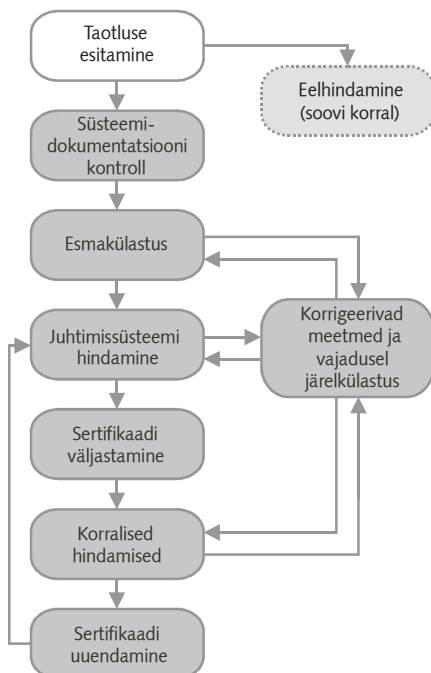 Taotluse
esitamine
Eelhindamine
(soovi korral)
Süsteemi-
dokumentatsiooni
kontroll
Esmakülastus
Juhtimissüsteemi
hindamine
Korrigeerivad
meetmed ja
vajadusel
järelkülastus
Sertifikaadi
väljastamine
Korralised
hindamised
Sertifikaadi
uuendamine